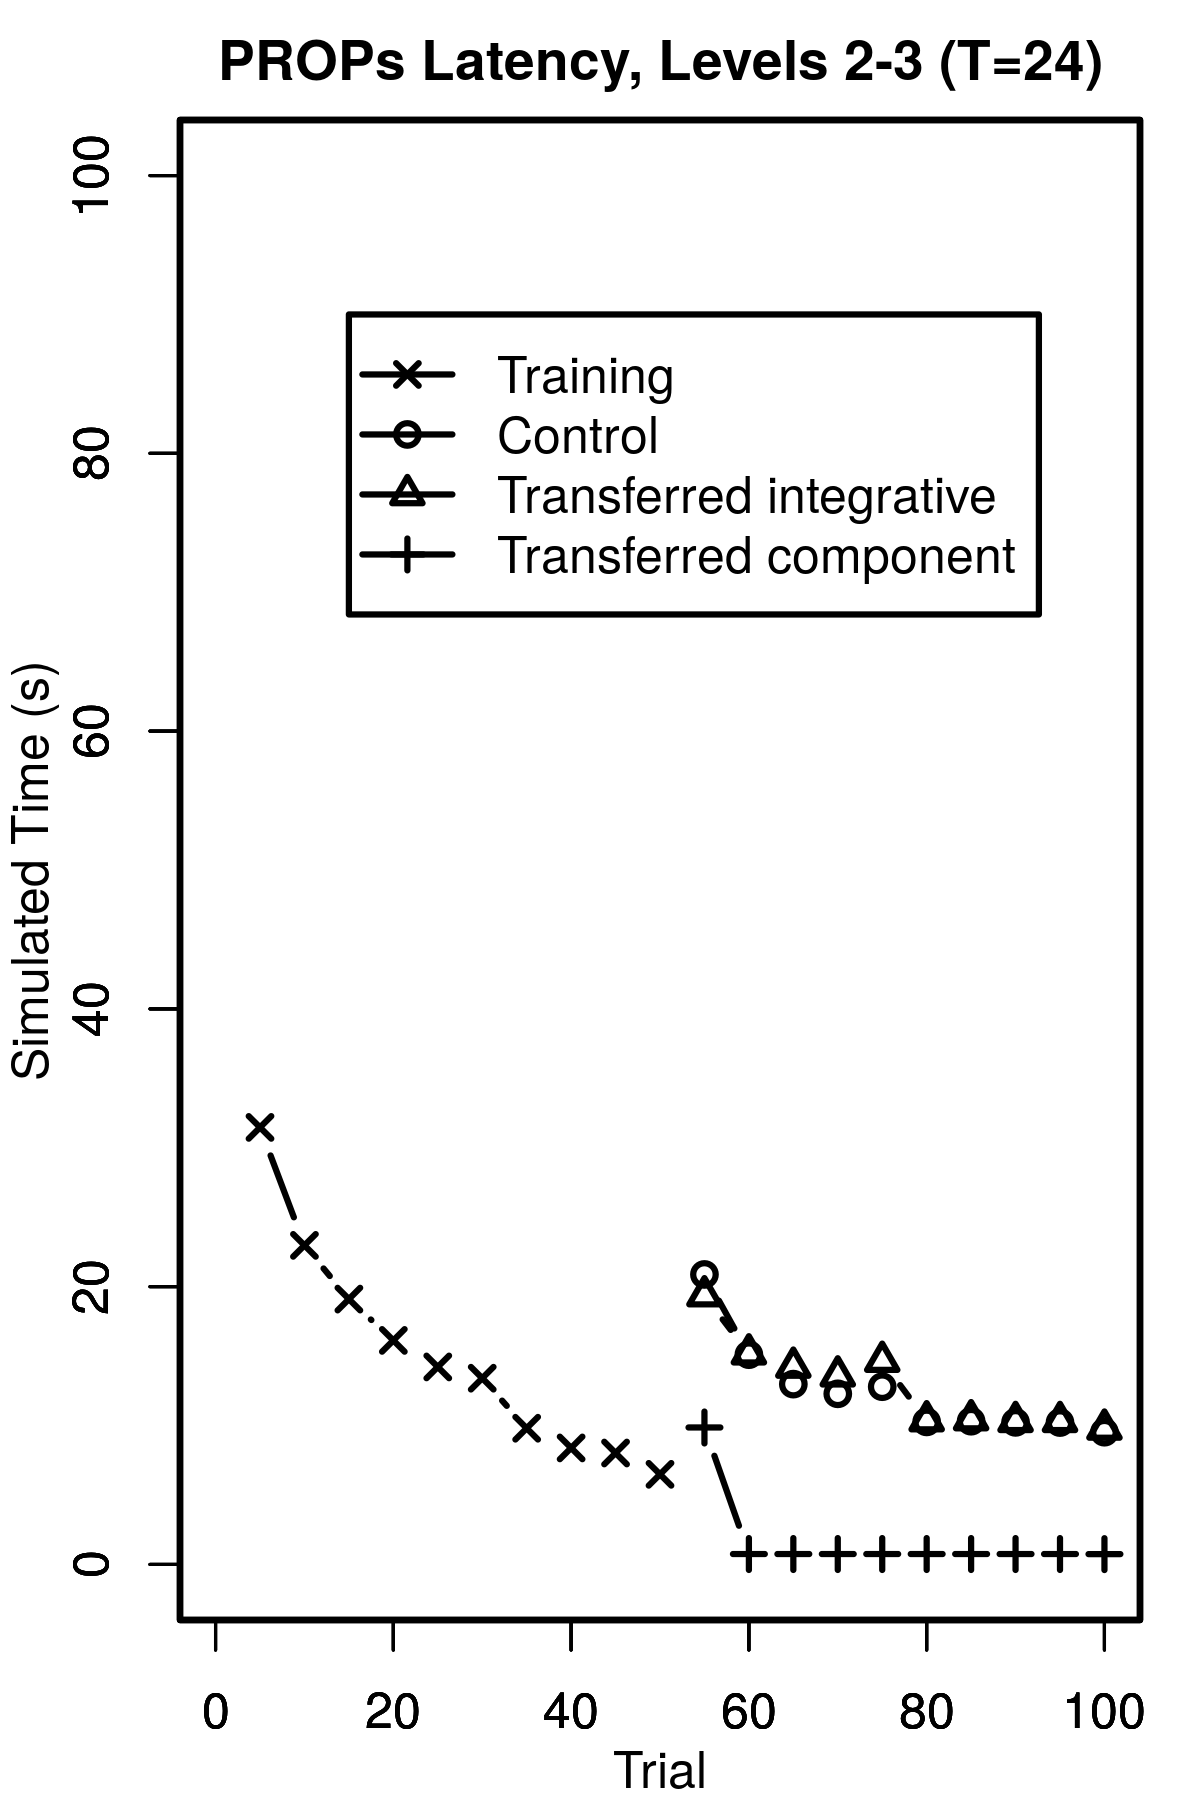 PROPs Latency, Levels 2-3 (T=24)
100
80
60
40
20
0
Simulated Time (s)
Training
Control
Transferred integrative
Transferred component
0 20 40 60 80 100
Trial